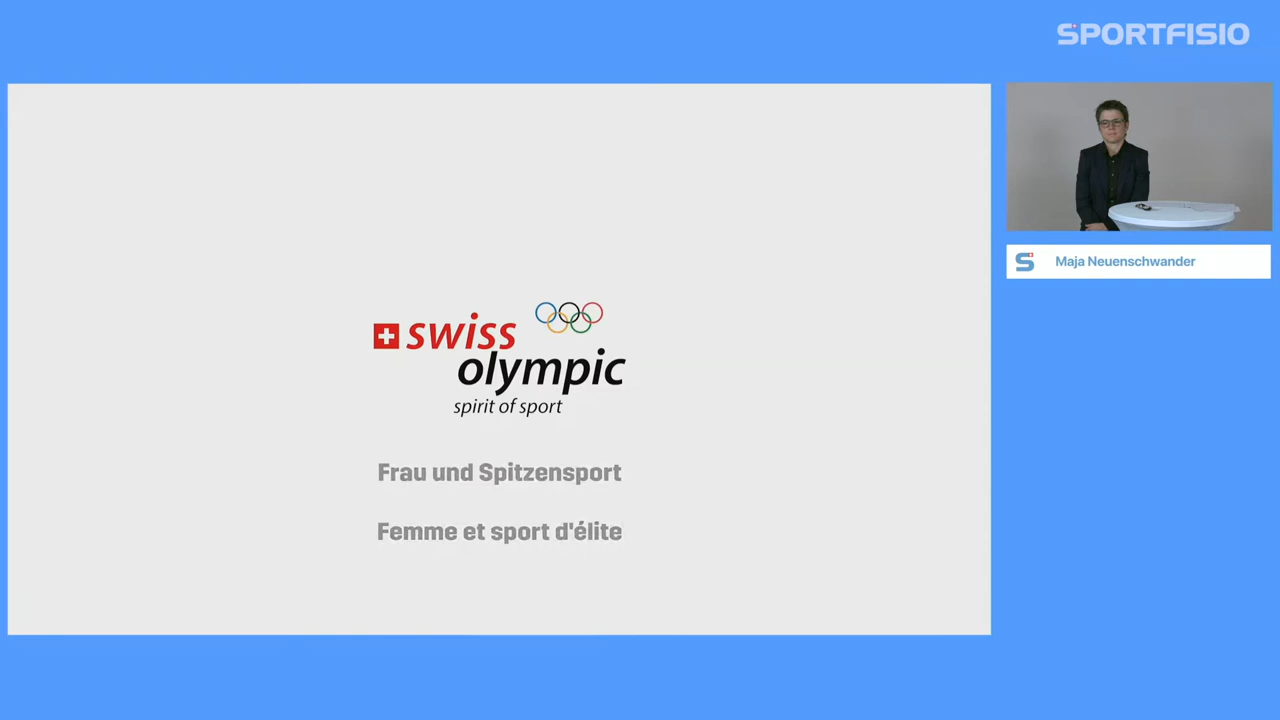 SPORTFISIO
swiss
olympic
spirit of sport
Frau und Spitzensport
Femme et sport d'élite
Maja Neuenschwander